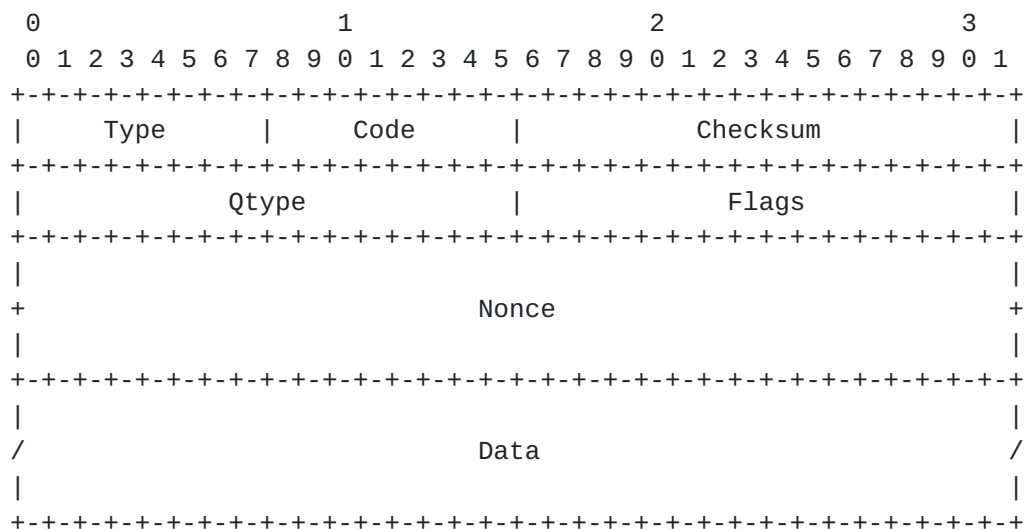 0                   1                   2                   3
 0 1 2 3 4 5 6 7 8 9 0 1 2 3 4 5 6 7 8 9 0 1 2 3 4 5 6 7 8 9 0 1
+-+-+-+-+-+-+-+-+-+-+-+-+-+-+-+-+-+-+-+-+-+-+-+-+-+-+-+-+-+-+-+-+
|     Type      |     Code      |           Checksum            |
+-+-+-+-+-+-+-+-+-+-+-+-+-+-+-+-+-+-+-+-+-+-+-+-+-+-+-+-+-+-+-+-+
|             Qtype             |             Flags             |
+-+-+-+-+-+-+-+-+-+-+-+-+-+-+-+-+-+-+-+-+-+-+-+-+-+-+-+-+-+-+-+-+
|                                                               |
+                             Nonce                             +
|                                                               |
+-+-+-+-+-+-+-+-+-+-+-+-+-+-+-+-+-+-+-+-+-+-+-+-+-+-+-+-+-+-+-+-+
|                                                               |
/                             Data                              /
|                                                               |
+-+-+-+-+-+-+-+-+-+-+-+-+-+-+-+-+-+-+-+-+-+-+-+-+-+-+-+-+-+-+-+-+